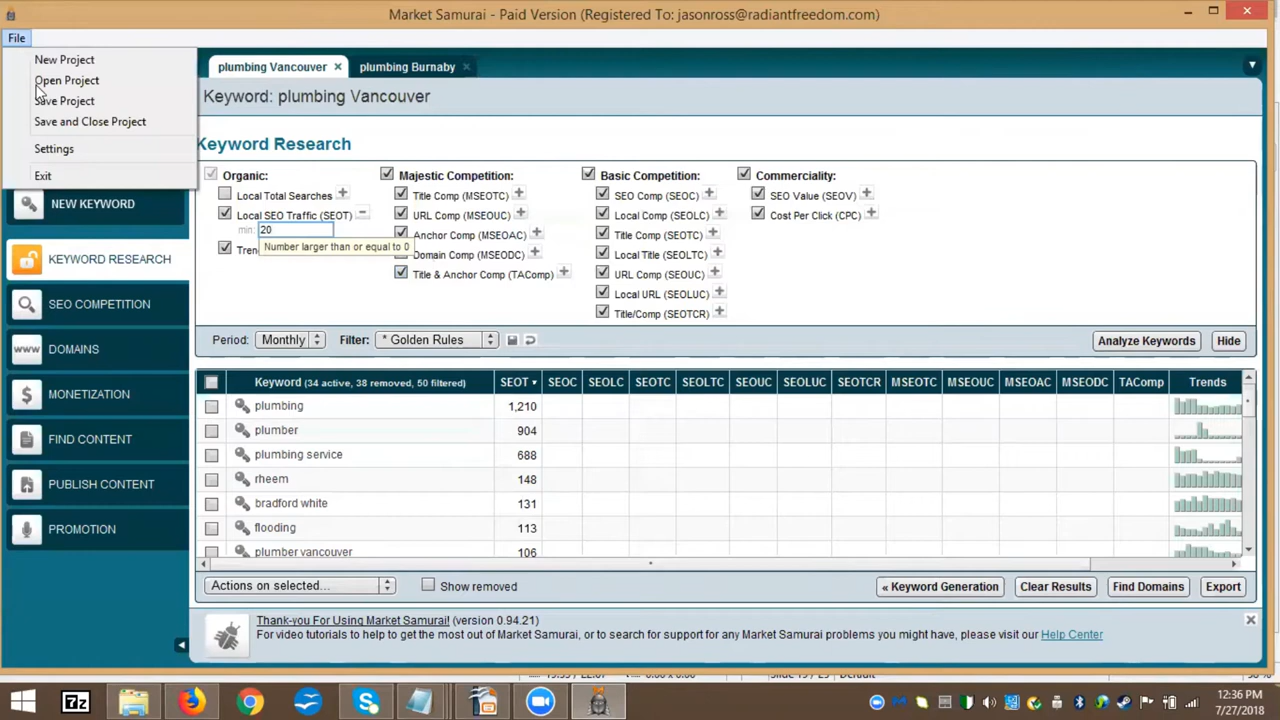 Market Samurai - Paid Version (Registered To: jasonross@radiantfreedom.com)
File
New Project
Open Project
Save Project
Save and Close Project
Settings
Exit
plumbing Vancouver
plumbing Burnaby
Keyword: plumbing Vancouver
NEW KEYWORD
KEYWORD RESEARCH
SEO COMPETITION
www DOMAINS
MONETIZATION
FIND CONTENT
PUBLISH CONTENT
PROMOTION
Keyword Research
Organic:
Local Total Searches
Local SEO Traffic (SEOT)
min: 20
Number larger than or equal to 0
Majestic Competition:
Title Comp (MSEOTC)
URL Comp (MSEOUC)
Anchor Comp (MSEOAC)
Domain Comp (MSEODC)
Title & Anchor Comp (TAComp)
Basic Competition:
SEO Comp (SEOC)
Local Comp (SEOLC)
Title Comp (SEOTC)
Local Title (SEOLTC)
URL Comp (SEOUC)
Local URL (SEOLUC)
Title/Comp (SEOTCR)
Commerciality:
SEO Value (SEOV)
Cost Per Click (CPC)
Period: Monthly Filter: * Golden Rules Analyze Keywords Hide
Keyword (34 active, 38 removed, 50 filtered) SEOT SEOC SEOLC SEOTC SEOLTC SEOUC SEOLUC SEOTCR MSEOTC MSEOUC MSEOAC MSEODC TAComp Trends
plumbing 1,210
plumber 904
plumbing service 688
rheem 148
bradford white 131
flooding 113
plumber vancouver 106
Actions on selected... Show removed « Keyword Generation Clear Results Find Domains Export
Thank-you For Using Market Samurai! (version 0.94.21)
For video tutorials to help to get the most out of Market Samurai, or to search for support for any Market Samurai problems you might have, please visit our Help Center
7z
12:36 PM
7/27/2018